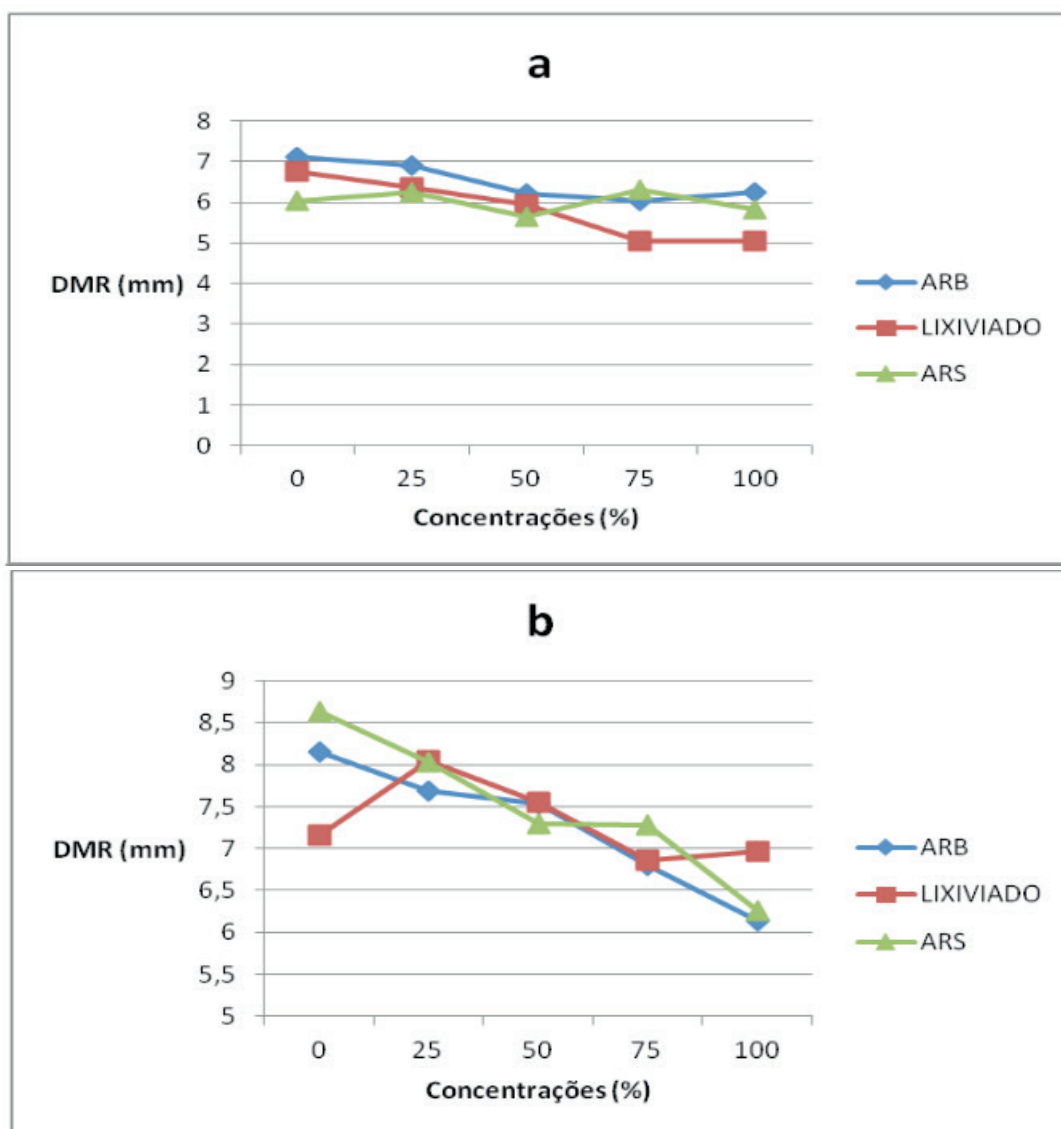 a
8
7
6
5
DMR (mm)
4
3
2
1
0
ARB
LIXIVIADO
ARS
0 25 50 75 100
Concentrações (%)
b
9
8,5
8
7,5
DMR (mm)
7
6,5
6
5,5
5
ARB
LIXIVIADO
ARS
0 25 50 75 100
Concentrações (%)